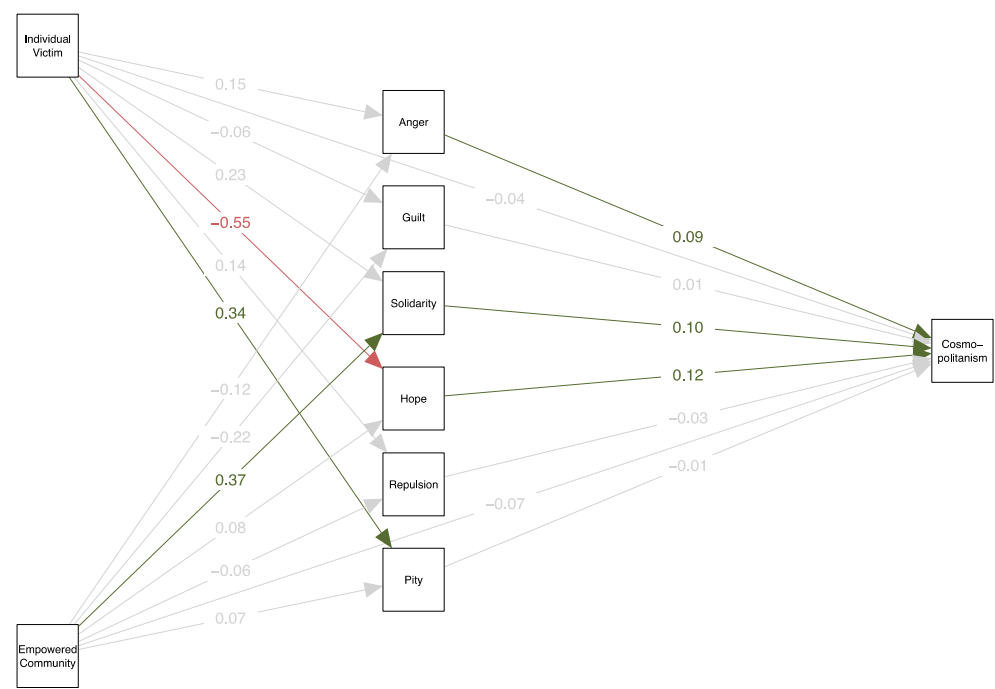 Individual
Victim
0.15
Anger
−0.06
0.23
−0.04
Guilt
−0.55
0.09
0.14
0.01
Solidarity
0.34
0.10
Cosmo−
politanism
0.12
−0.12
Hope
−0.03
−0.22
−0.01
0.37
Repulsion
−0.07
0.08
−0.06
Pity
0.07
Empowered
Community